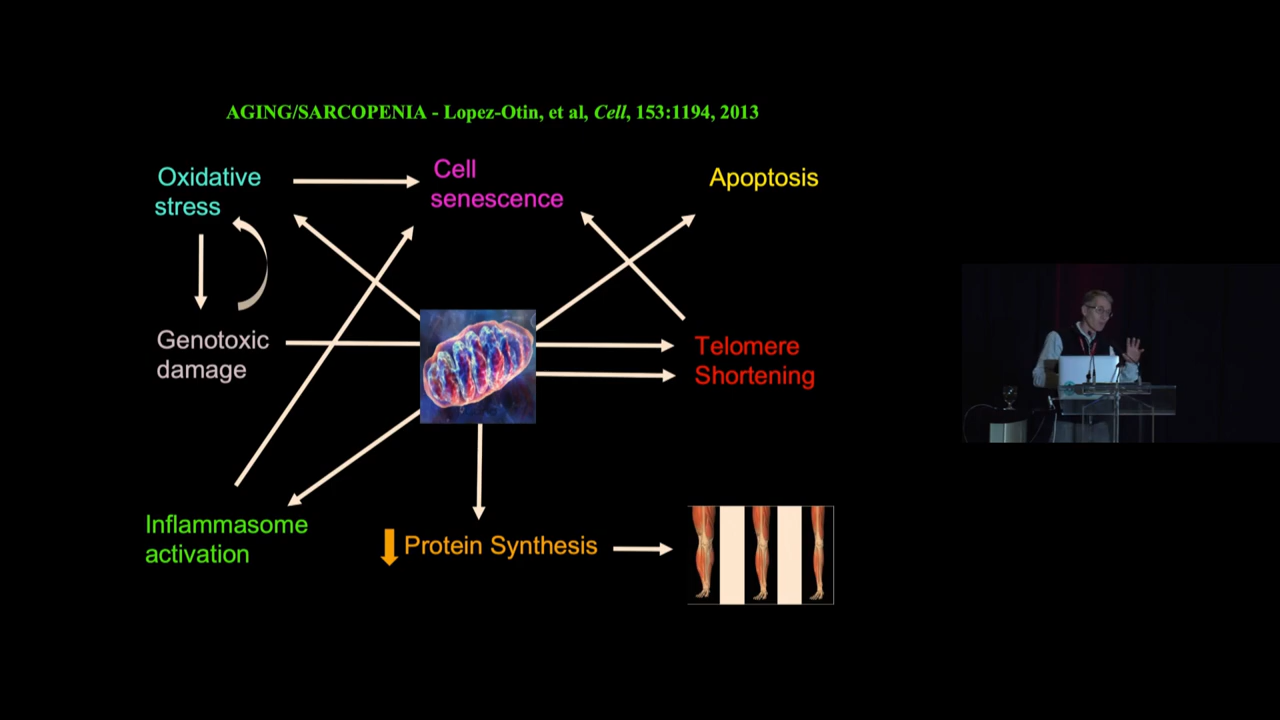 AGING/SARCOPENIA - Lopez-Otin, et al, Cell, 153:1194, 2013
Oxidative
stress
Cell
senescence
Apoptosis
Genotoxic
damage
Telomere
Shortening
Inflammasome
activation
Protein Synthesis